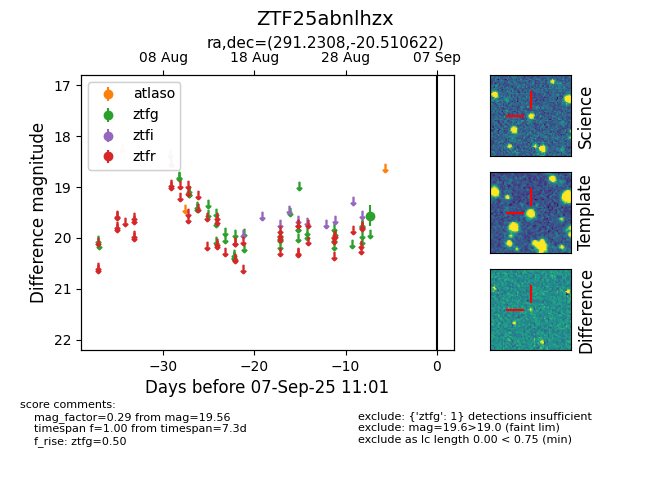 ZTF25abnlhzx
ra,dec=(291.2308,-20.510622)
08 Aug 18 Aug 28 Aug 07 Sep
17
18
19
20
21
22
Difference magnitude
atlaso
ztfg
ztfi
ztfr
−30 −20 −10 0
Days before 07-Sep-25 11:01
Science
Template
Difference
score comments:
mag_factor=0.29 from mag=19.56
timespan f=1.00 from timespan=7.3d
f_rise: ztfg=0.50
exclude: {'ztfg': 1} detections insufficient
exclude: mag=19.6>19.0 (faint lim)
exclude as lc length 0.00 < 0.75 (min)